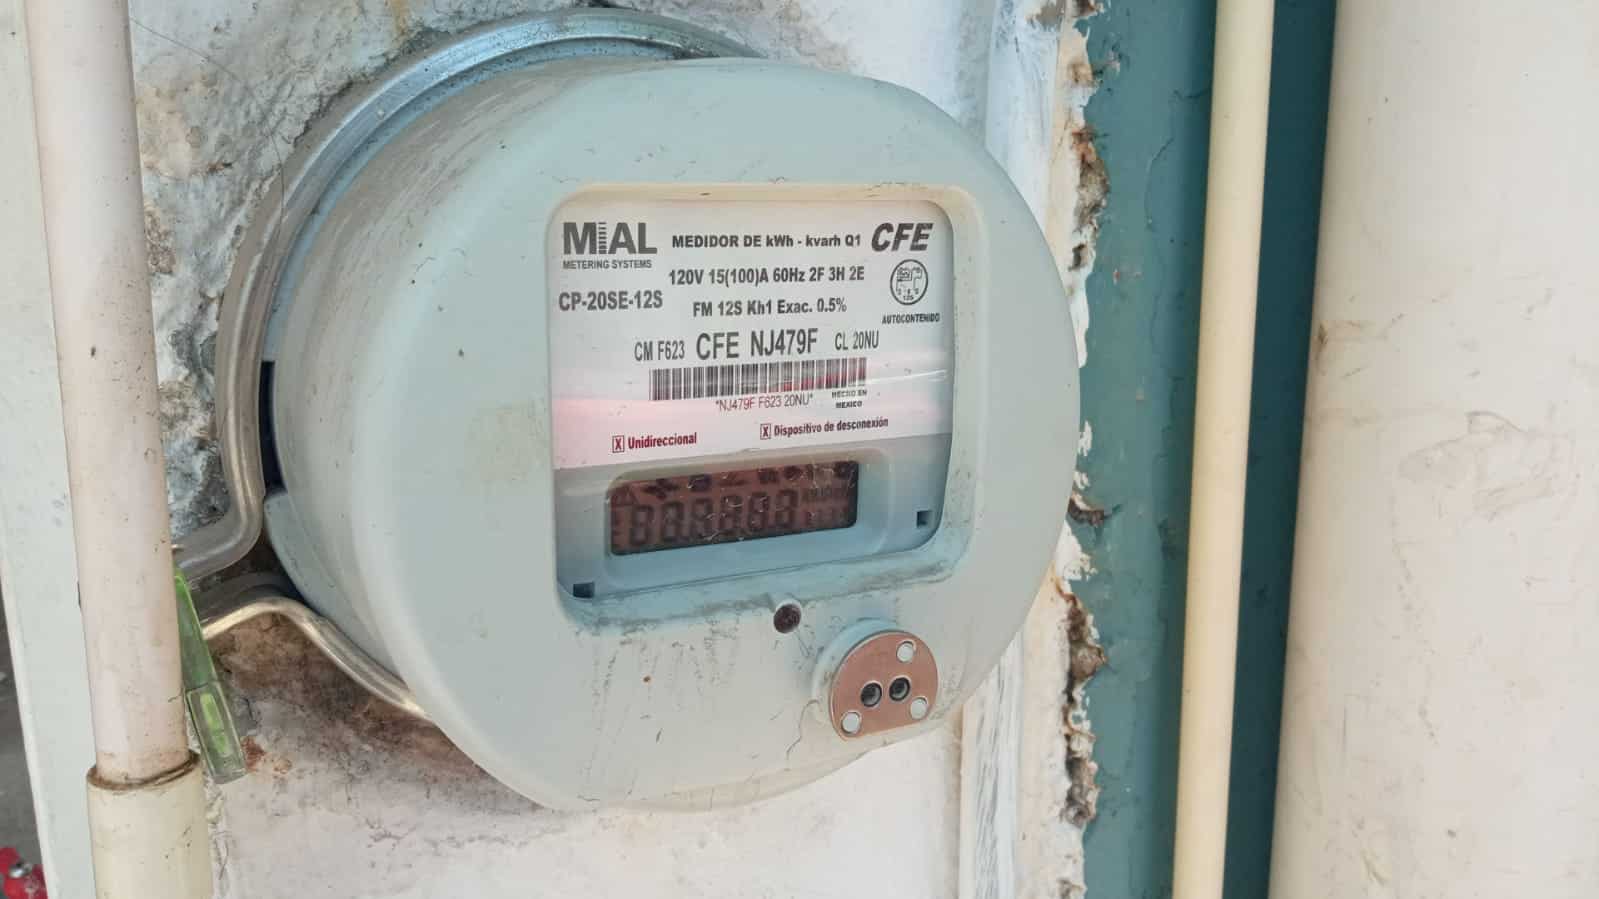 MIAL
METERING SYSTEMS
MEDIDOR DE kWh - kvarh Q1
CFE
120V 15(100)A 60Hz 2F 3H 2E
CP-20SE-12S
FM 12S Kh1 Exac. 0.5%
12S
AUTOCONTENIDO
CM F623 CFE NJ479F CL 20NU
*NJ479F F623 20NU*
HECHO EN
MEXICO
X Unidireccional
X Dispositivo de desconexión